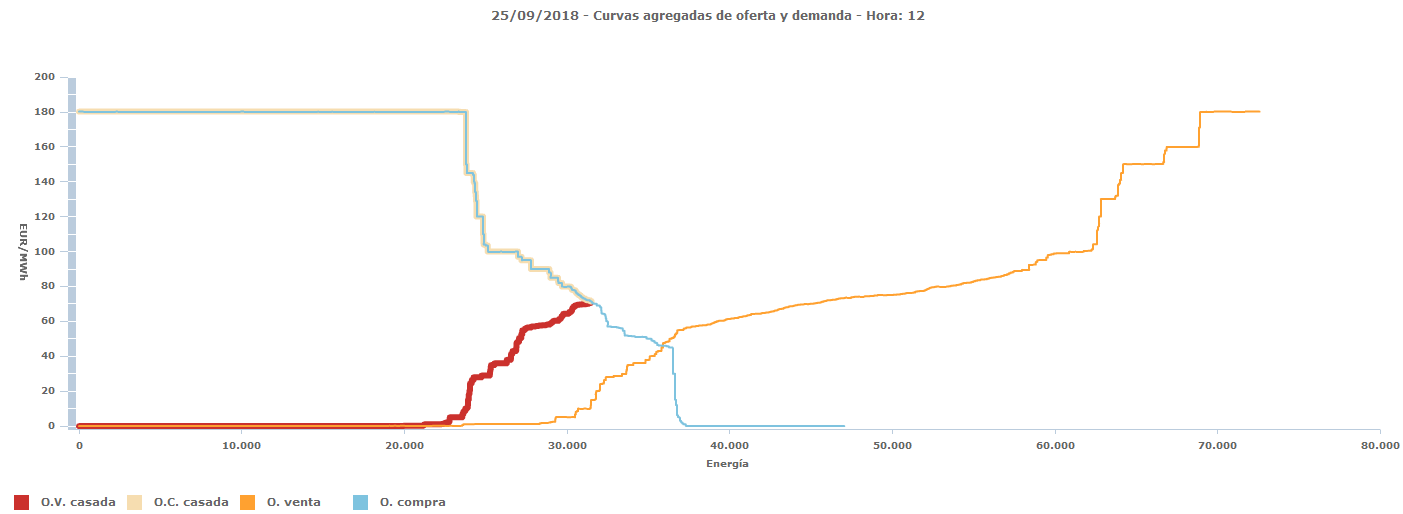 25/09/2018 - Curvas agregadas de oferta y demanda - Hora: 12
200
180
160
140
120
100
80
60
40
20
0
EUR/MWh
0
10.000
20.000
30.000
40.000
50.000
60.000
70.000
80.000
Energía
O.V. casada
O.C. casada
O. venta
O. compra